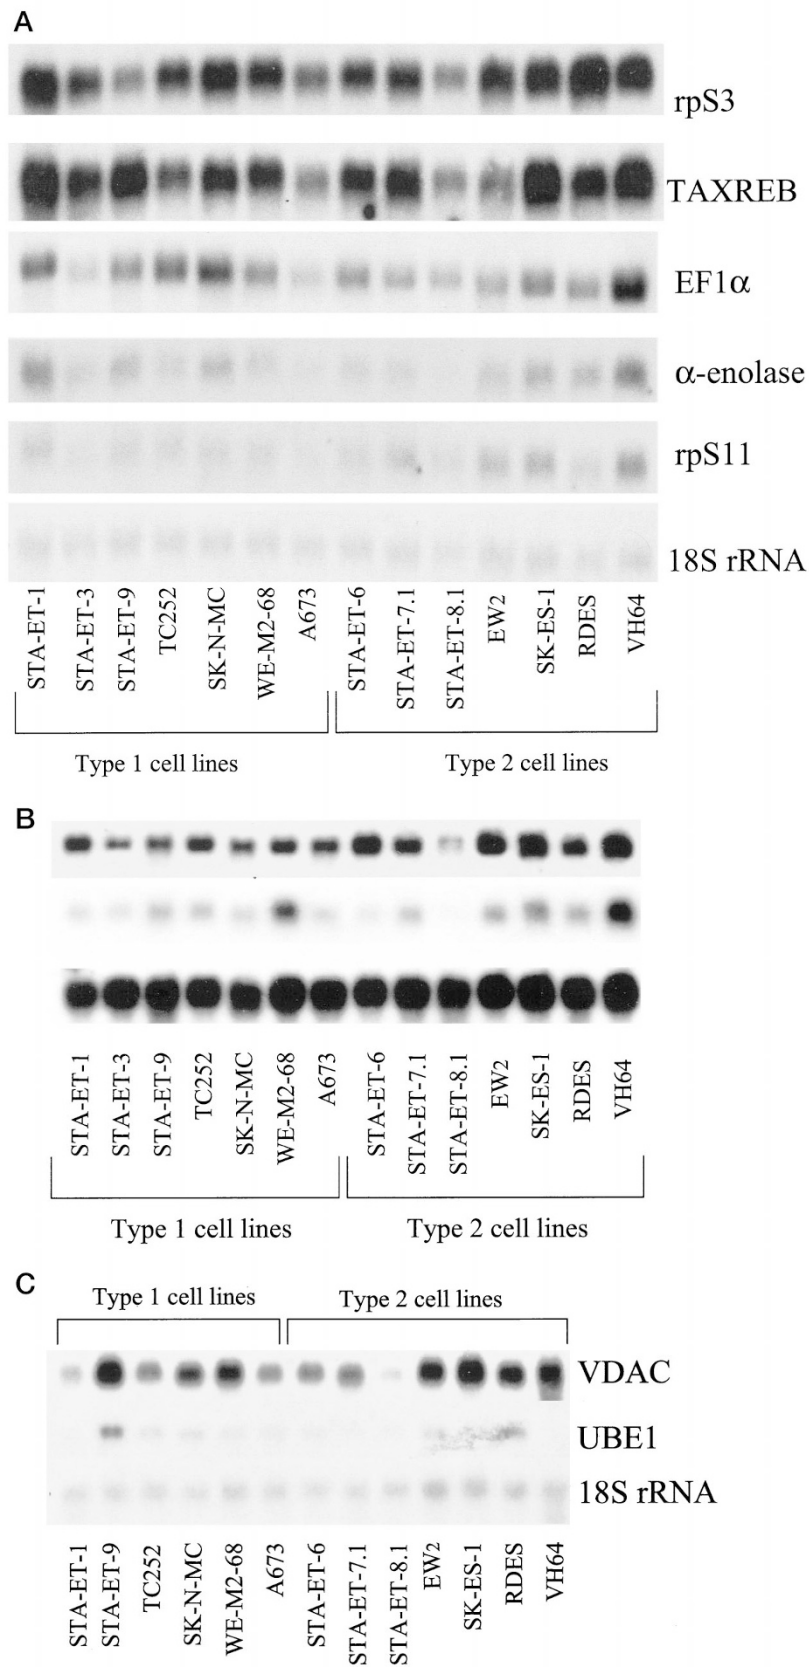 A
rpS3
TAXREB
EF1α
α-enolase
rpS11
18S rRNA
STA-ET-1
STA-ET-3
STA-ET-9
TC252
SK-N-MC
WE-M2-68
A673
STA-ET-6
STA-ET-7.1
STA-ET-8.1
EW2
SK-ES-1
RDES
VH64
Type 1 cell lines
Type 2 cell lines
B
STA-ET-1
STA-ET-3
STA-ET-9
TC252
SK-N-MC
WE-M2-68
A673
STA-ET-6
STA-ET-7.1
STA-ET-8.1
EW2
SK-ES-1
RDES
VH64
Type 1 cell lines
Type 2 cell lines
C
Type 1 cell lines
Type 2 cell lines
VDAC
UBE1
18S rRNA
STA-ET-1
STA-ET-9
TC252
SK-N-MC
WE-M2-68
A673
STA-ET-6
STA-ET-7.1
STA-ET-8.1
EW2
SK-ES-1
RDES
VH64